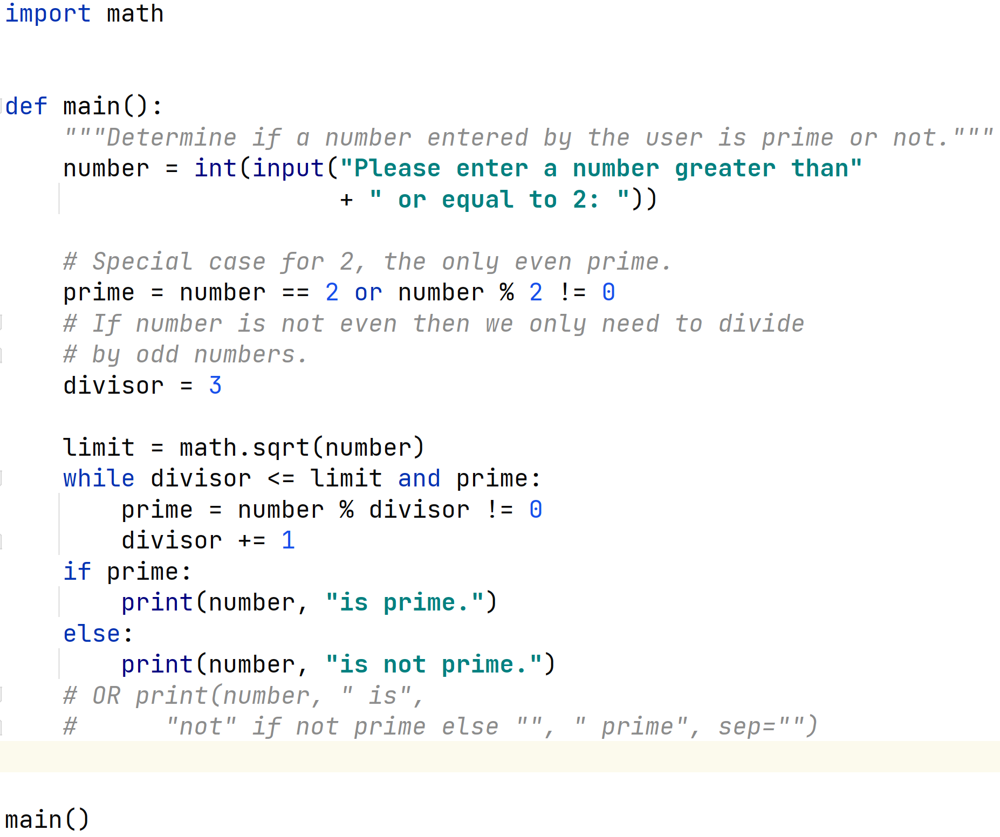 import math
def main():
    """Determine if a number entered by the user is prime or not."""
    number = int(input("Please enter a number greater than"
                       + " or equal to 2: "))
    # Special case for 2, the only even prime.
    prime = number == 2 or number % 2 != 0
    # If number is not even then we only need to divide
    # by odd numbers.
    divisor = 3
    limit = math.sqrt(number)
    while divisor <= limit and prime:
        prime = number % divisor != 0
        divisor += 1
    if prime:
        print(number, "is prime.")
    else:
        print(number, "is not prime.")
    # OR print(number, " is",
    #      "not" if not prime else "", " prime", sep="")
main()